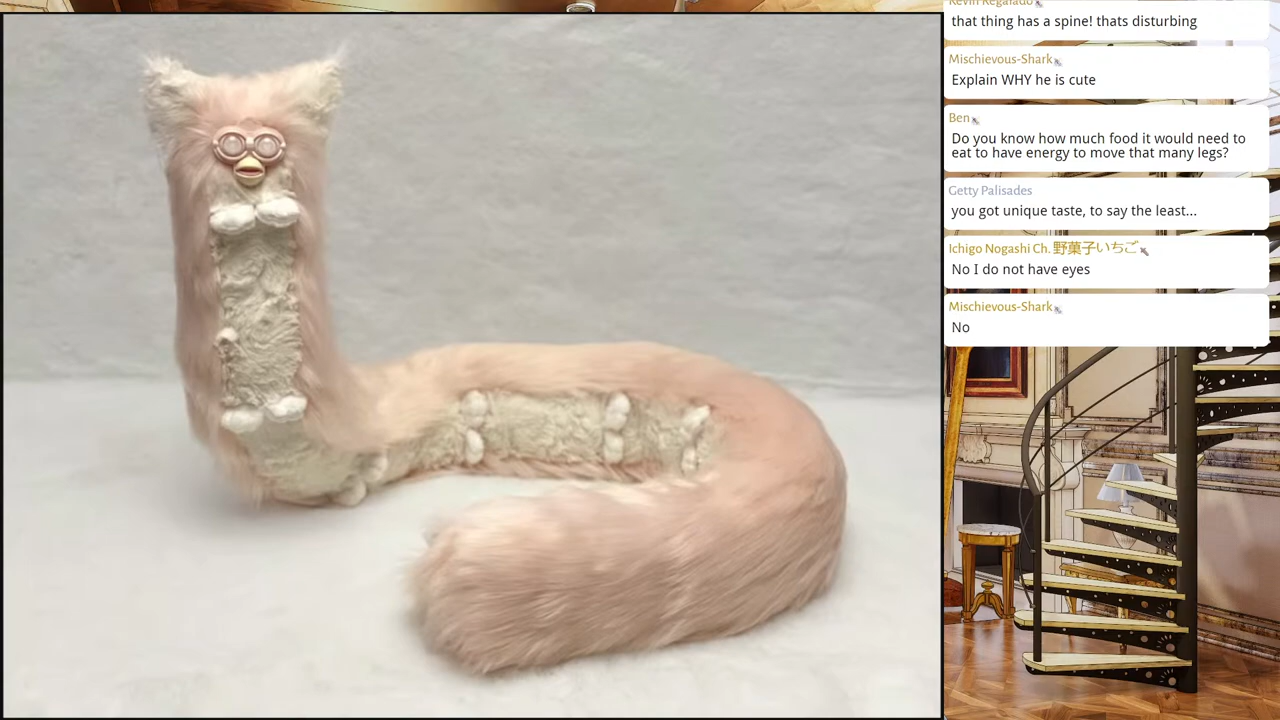 Kevin Regalado
that thing has a spine! thats disturbing
Mischievous-Shark
Explain WHY he is cute
Ben
Do you know how much food it would need to
eat to have energy to move that many legs?
Getty Palisades
you got unique taste, to say the least...
Ichigo Nogashi Ch. 野菓子いちご
No I do not have eyes
Mischievous-Shark
No